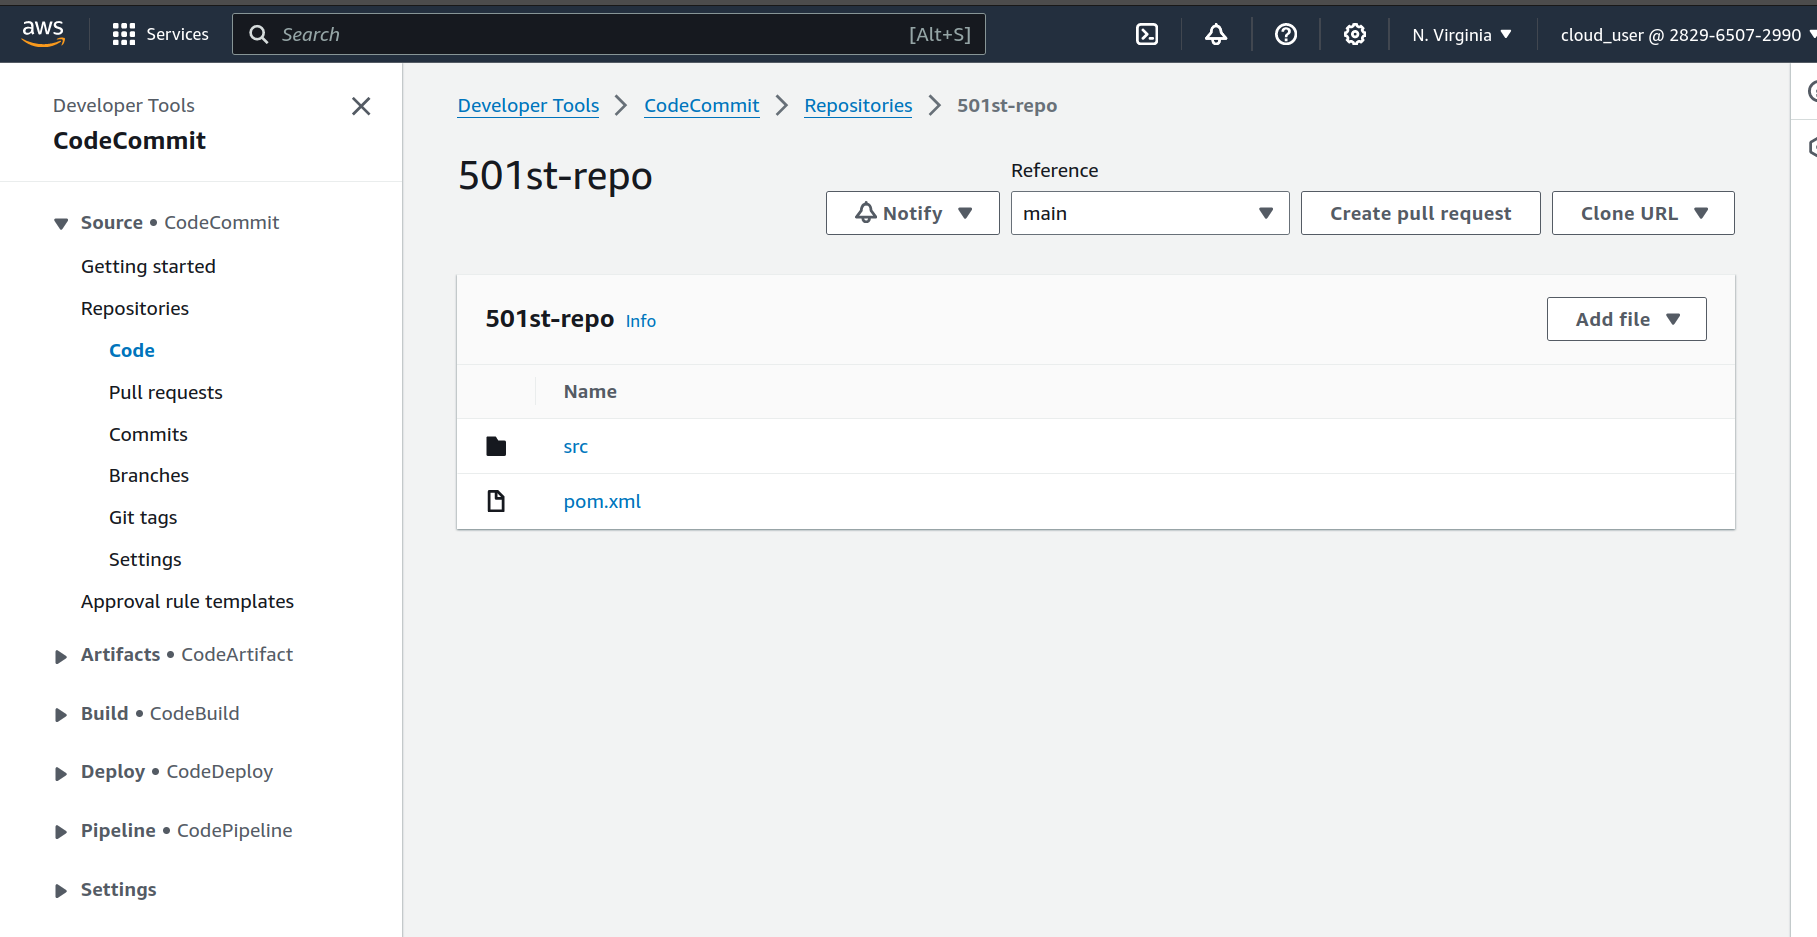 aws
Services
Search [Alt+S]
N. Virginia
cloud_user @ 2829-6507-2990
Developer Tools
CodeCommit
Source • CodeCommit
Getting started
Repositories
Code
Pull requests
Commits
Branches
Git tags
Settings
Approval rule templates
Artifacts • CodeArtifact
Build • CodeBuild
Deploy • CodeDeploy
Pipeline • CodePipeline
Settings
Developer Tools > CodeCommit > Repositories > 501st-repo
501st-repo
Reference
Notify
main
Create pull request
Clone URL
501st-repo Info
Add file
Name
src
pom.xml